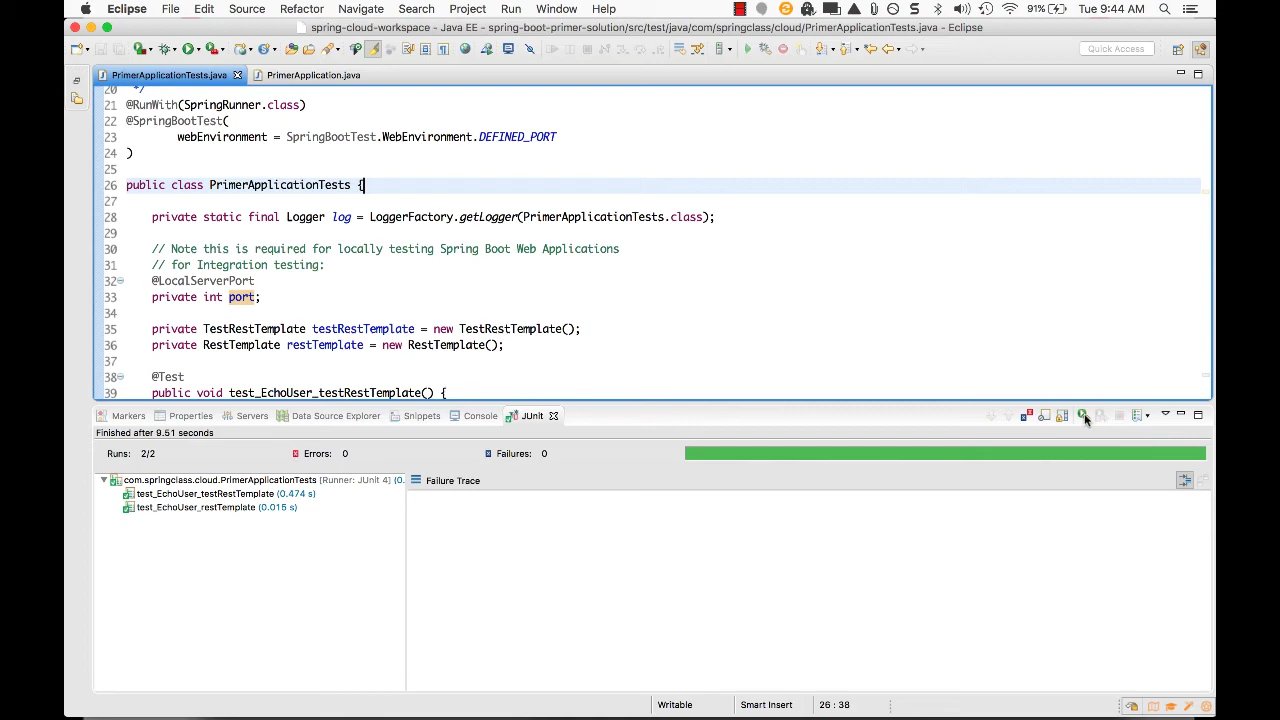 Eclipse File Edit Source Refactor Navigate Search Project Run Window Help 91% Tue 9:44 AM
spring-cloud-workspace - Java EE - spring-boot-primer-solution/src/test/java/com/springclass/cloud/PrimerApplicationTests.java - Eclipse
Quick Access
PrimerApplicationTests.java PrimerApplication.java
20 */
21 @RunWith(SpringRunner.class)
22 @SpringBootTest(
23 webEnvironment = SpringBootTest.WebEnvironment.DEFINED_PORT
24 )
25
26 public class PrimerApplicationTests {
27
28 private static final Logger log = LoggerFactory.getLogger(PrimerApplicationTests.class);
29
30 // Note this is required for locally testing Spring Boot Web Applications
31 // for Integration testing:
32 @LocalServerPort
33 private int port;
34
35 private TestRestTemplate testRestTemplate = new TestRestTemplate();
36 private RestTemplate restTemplate = new RestTemplate();
37
38 @Test
39 public void test_EchoUser_testRestTemplate() {
Markers Properties Servers Data Source Explorer Snippets Console JUnit
Finished after 9.51 seconds
Runs: 2/2 Errors: 0 Failures: 0
com.springclass.cloud.PrimerApplicationTests [Runner: JUnit 4] (0.
test_EchoUser_testRestTemplate (0.474 s)
test_EchoUser_restTemplate (0.015 s)
Failure Trace
Writable Smart Insert 26 : 38